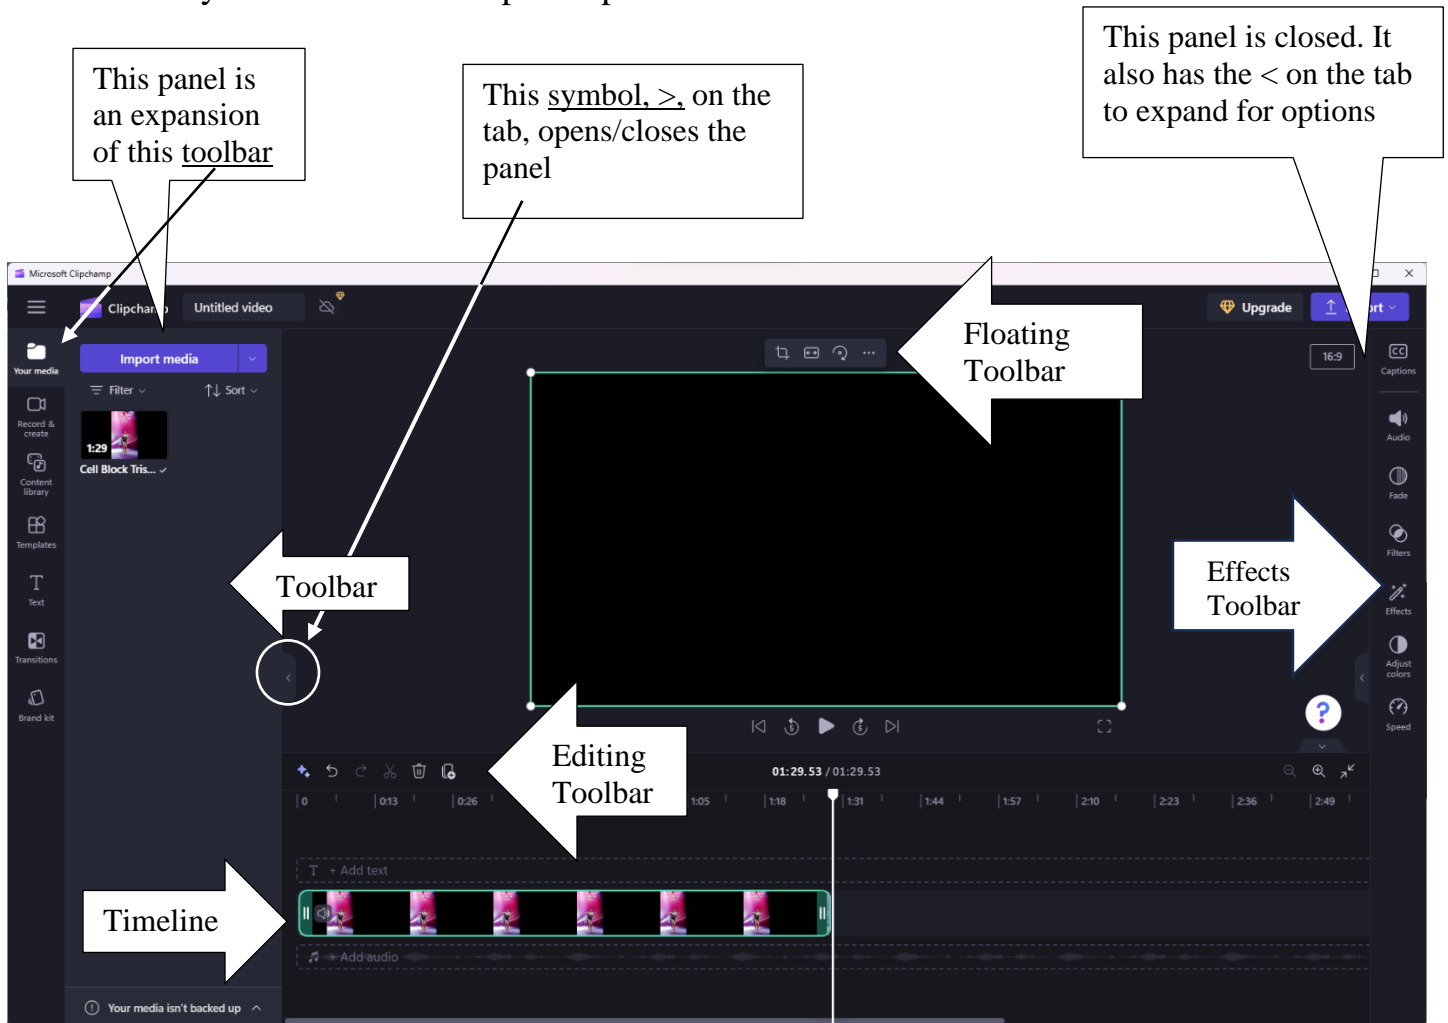 This panel is
an expansion
of this toolbar
This symbol, >, on the
tab, opens/closes the
panel
This panel is closed. It
also has the < on the tab
to expand for options
Microsoft Clipchamp
Clipchamp
Untitled video
Upgrade
Floating
Toolbar
16:9
Your media
Import media
Filter
Sort
1:29
Cell Block Tris...
Record &
create
Content
library
Templates
Text
Transitions
Brand kit
Toolbar
CC
Captions
Audio
Fade
Filters
Effects
Adjust
colors
Speed
Effects
Toolbar
5
5
?
Editing
Toolbar
01:29.53 / 01:29.53
0
0:13
0:26
1:05
1:18
1:31
1:44
1:57
2:10
2:23
2:36
2:49
T + Add text
Timeline
+ Add audio
Your media isn't backed up